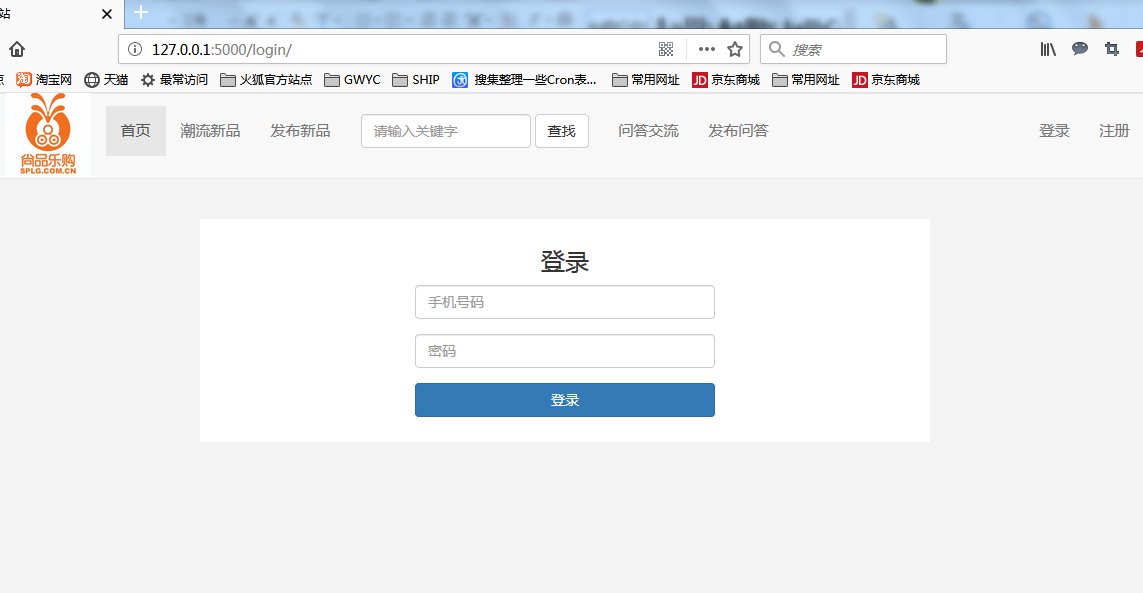 站
127.0.0.1:5000/login/
搜索
点 淘宝网 天猫 最常访问 火狐官方站点 GWYC SHIP 搜集整理一些Cron表... 常用网址 JD 京东商城 常用网址 JD 京东商城
尚品乐购
SPLG.COM.CN
首页 潮流新品 发布新品 请输入关键字 查找 问答交流 发布问答 登录 注册
登录
手机号码
密码
登录